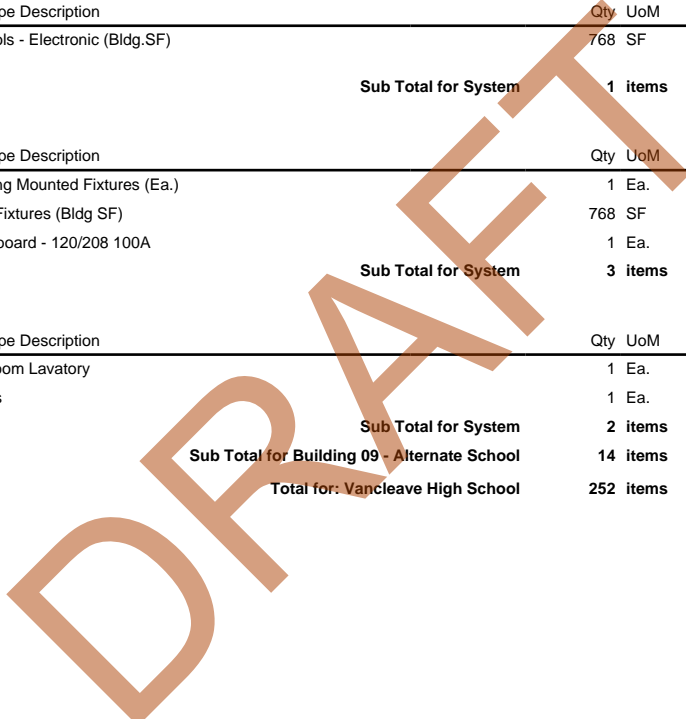 pe Description Qty UoM
ols - Electronic (Bldg.SF) 768 SF
Sub Total for System 1 items
pe Description Qty UoM
ng Mounted Fixtures (Ea.) 1 Ea.
Fixtures (Bldg SF) 768 SF
board - 120/208 100A 1 Ea.
Sub Total for System 3 items
pe Description Qty UoM
oom Lavatory 1 Ea.
s 1 Ea.
Sub Total for System 2 items
Sub Total for Building 09 - Alternate School 14 items
Total for: Vancleave High School 252 items
DRAFT